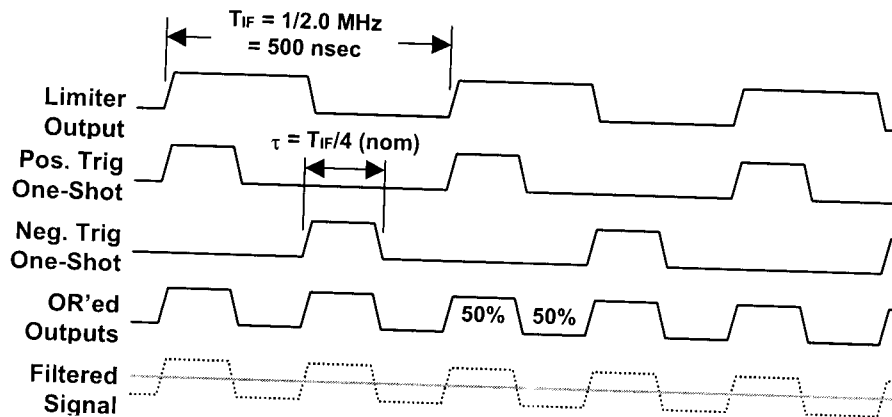 TIF = 1/2.0 MHz
= 500 nsec
Limiter
Output
τ = TIF/4 (nom)
Pos. Trig
One-Shot
Neg. Trig
One-Shot
OR'ed
Outputs
50% 50%
Filtered
Signal